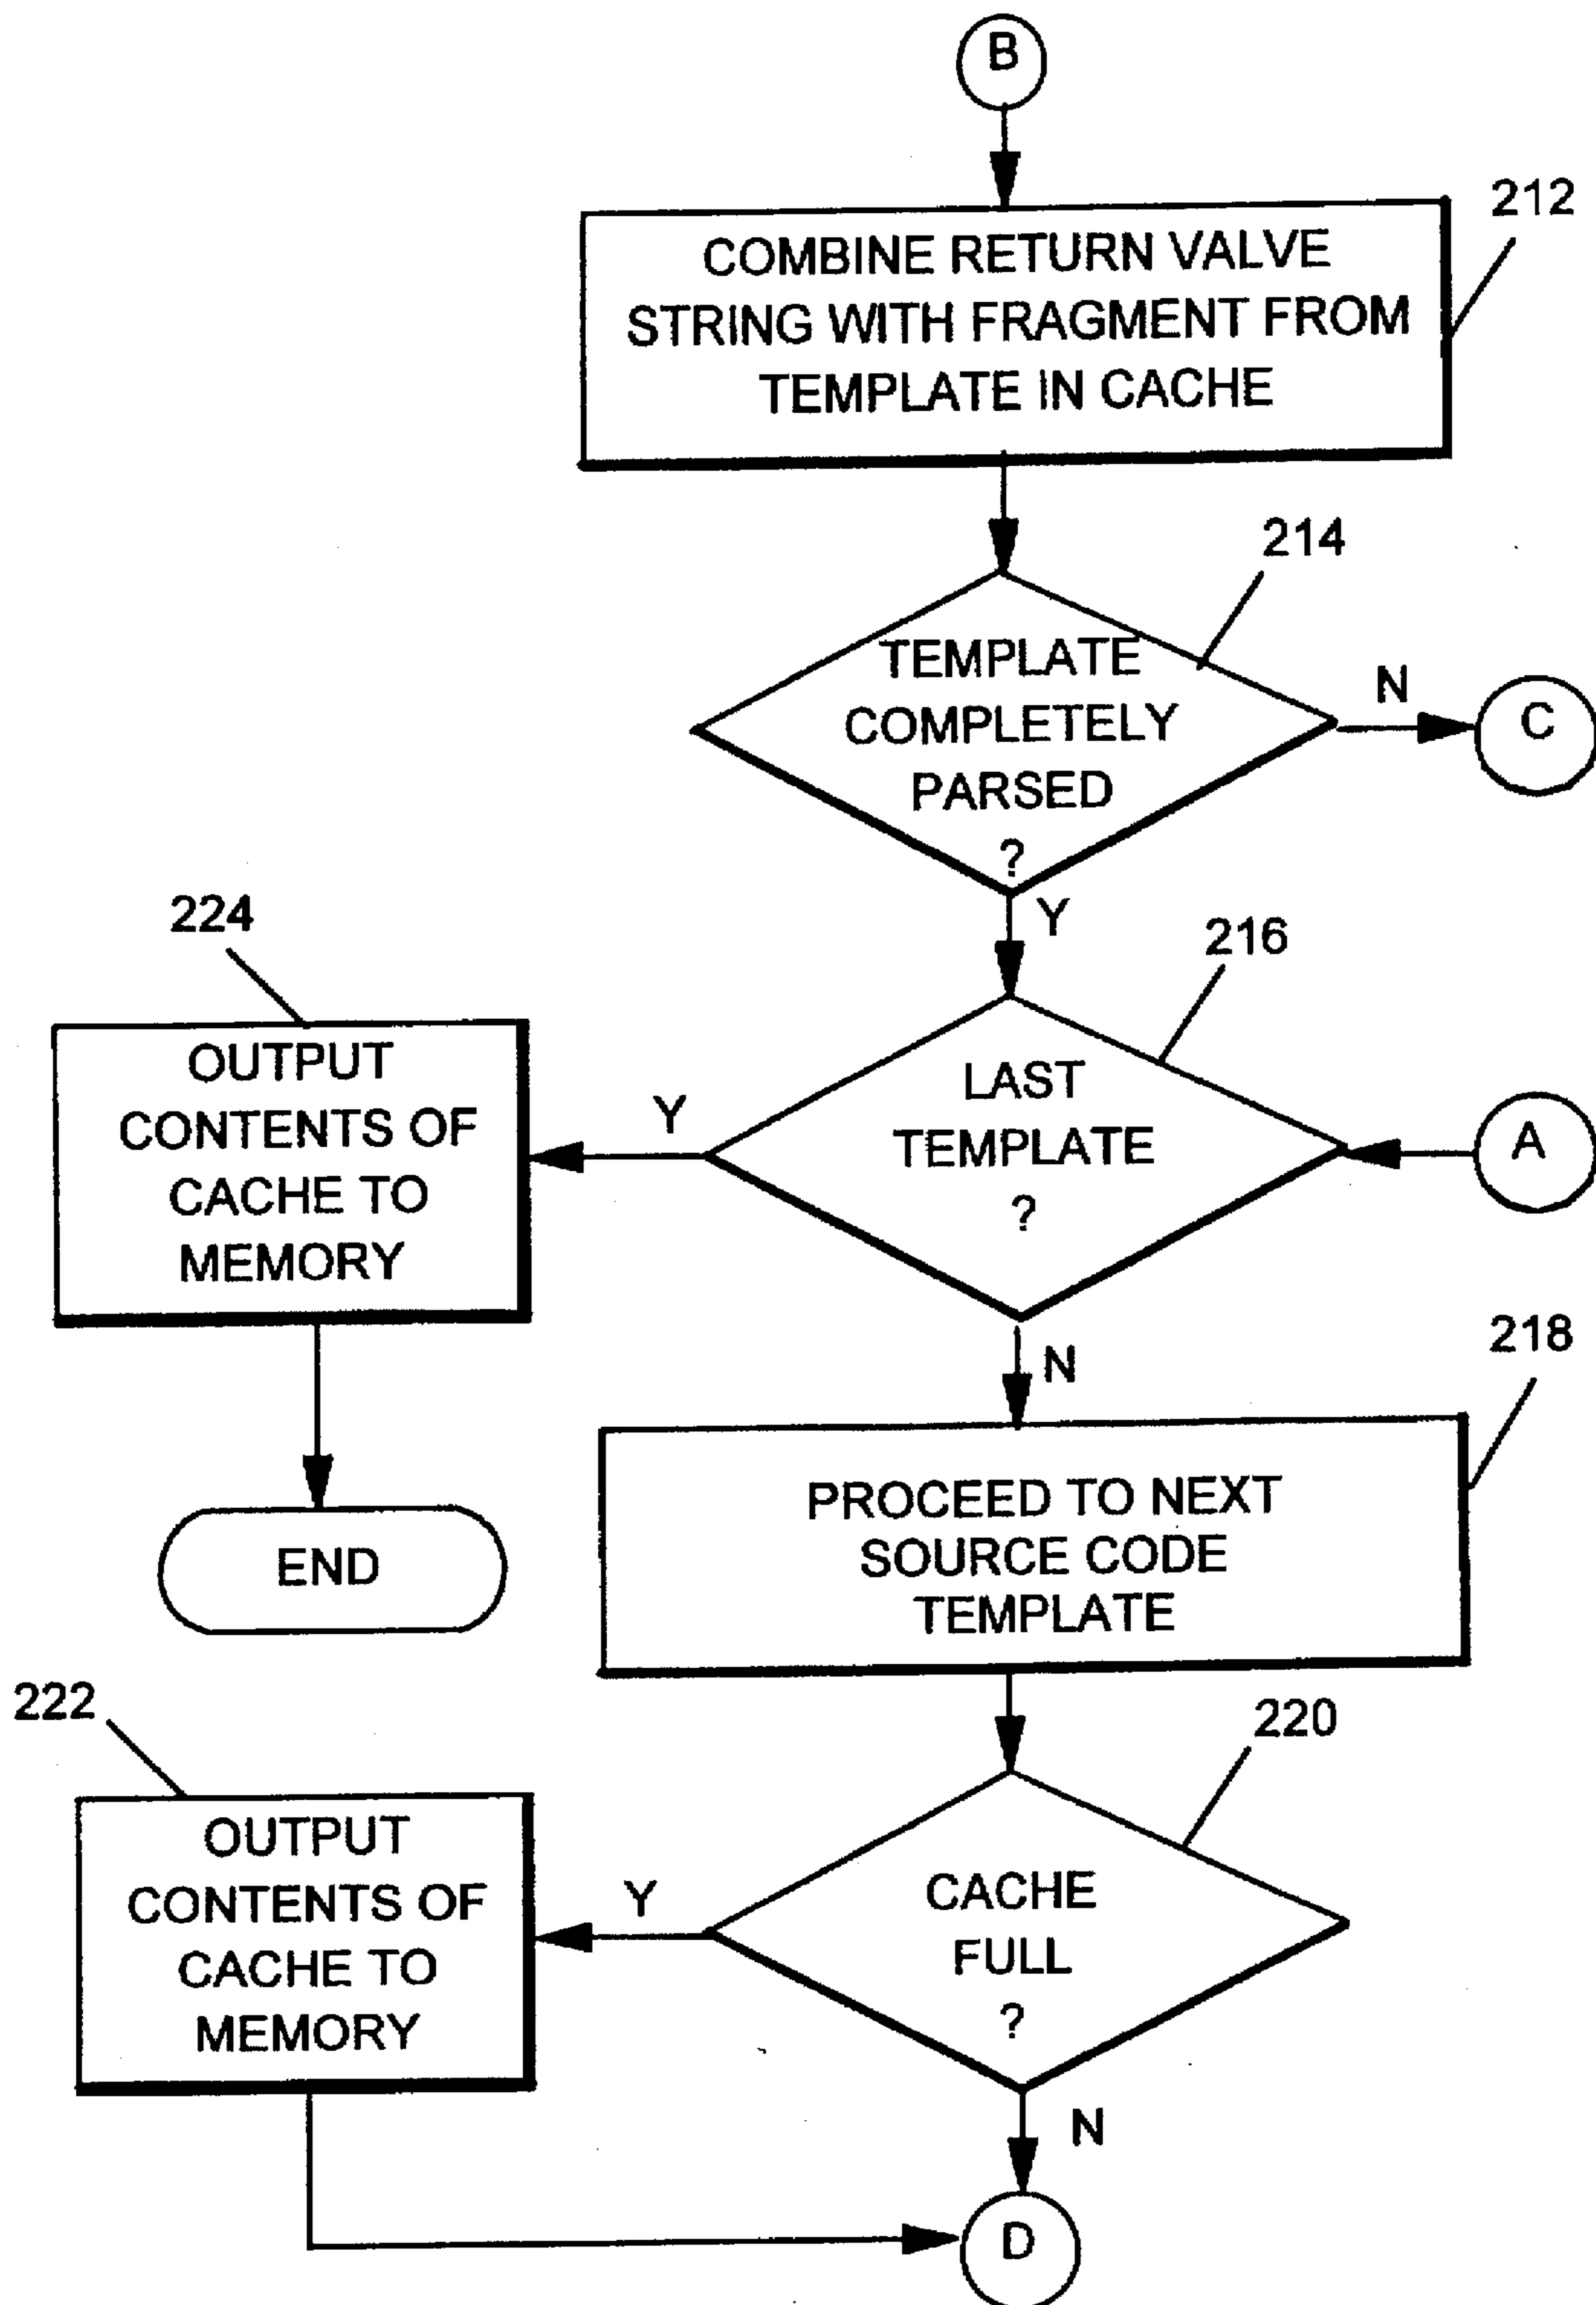 B
212
COMBINE RETURN VALVE
STRING WITH FRAGMENT FROM
TEMPLATE IN CACHE
214
TEMPLATE
COMPLETELY
PARSED
?
N
C
Y
224
216
OUTPUT
CONTENTS OF
CACHE TO
MEMORY
Y
LAST
TEMPLATE
?
A
N
218
END
PROCEED TO NEXT
SOURCE CODE
TEMPLATE
222
220
OUTPUT
CONTENTS OF
CACHE TO
MEMORY
Y
CACHE
FULL
?
N
D